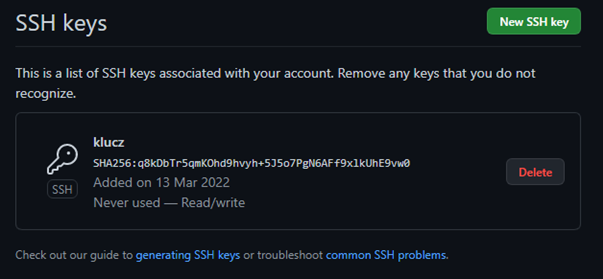 SSH keys
New SSH key
This is a list of SSH keys associated with your account. Remove any keys that you do not
recognize.
klucz
SHA256:q8kDbTr5qmKOhd9hvyh+5J5o7PgN6AFf9xlkUhE9vw0
SSH
Added on 13 Mar 2022
Never used — Read/write
Delete
Check out our guide to generating SSH keys or troubleshoot common SSH problems.